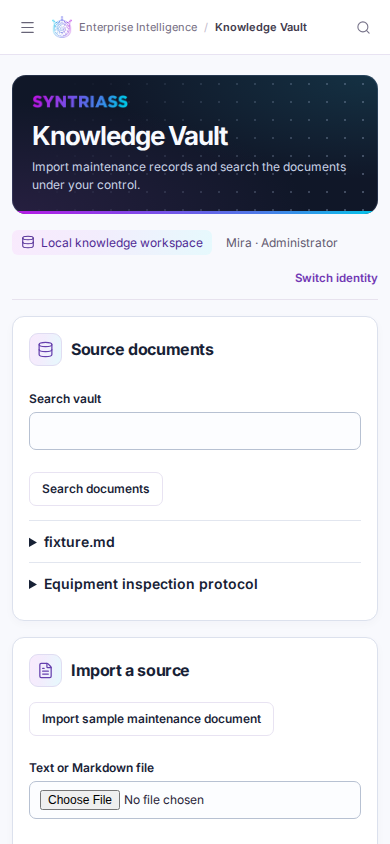 Enterprise Intelligence / Knowledge Vault
SYNTRIASS
Knowledge Vault
Import maintenance records and search the documents
under your control.
Local knowledge workspace
Mira · Administrator
Switch identity
Source documents
Search vault
Search documents
fixture.md
Equipment inspection protocol
Import a source
Import sample maintenance document
Text or Markdown file
Choose File No file chosen